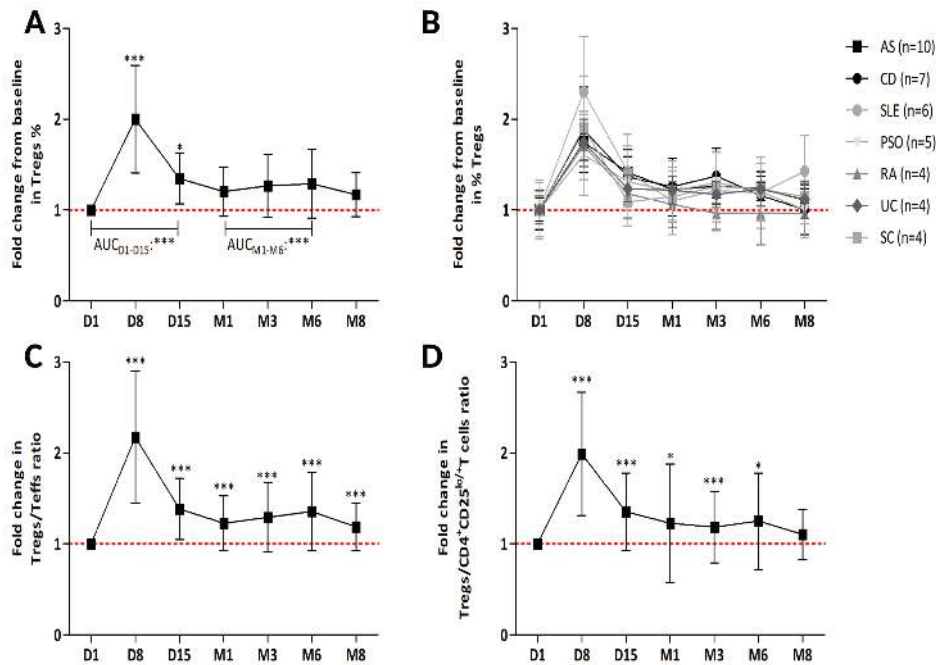 A
Fold change from baseline
in Tregs %
3
2
1
0
***
*
AUC D1-D15:***
AUC M1-M6:***
D1 D8 D15 M1 M3 M6 M8
B
Fold change from baseline
in % Tregs
3
2
1
0
D1 D8 D15 M1 M3 M6 M8
AS (n=10)
CD (n=7)
SLE (n=6)
PSO (n=5)
RA (n=4)
UC (n=4)
SC (n=4)
C
Fold change in
Tregs/Teffs ratio
3
2
1
0
***
***
***
***
***
***
D1 D8 D15 M1 M3 M6 M8
D
Fold change in
Tregs/CD4+CD25lo/+T cells ratio
3
2
1
0
***
***
*
***
*
D1 D8 D15 M1 M3 M6 M8